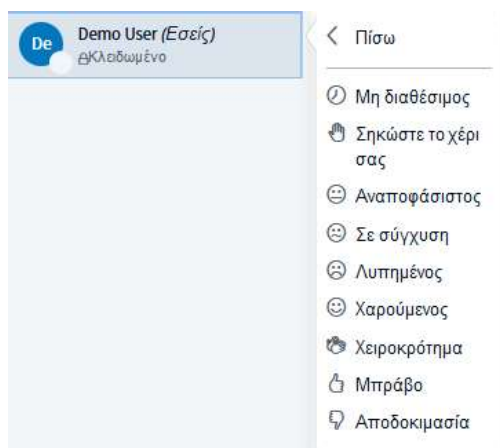 De
Demo User (Εσείς)
Κλειδωμένο
Πίσω
Μη διαθέσιμος
Σηκώστε το χέρι
σας
Αναποφάσιστος
Σε σύγχυση
Λυπημένος
Χαρούμενος
Χειροκρότημα
Μπράβο
Αποδοκιμασία